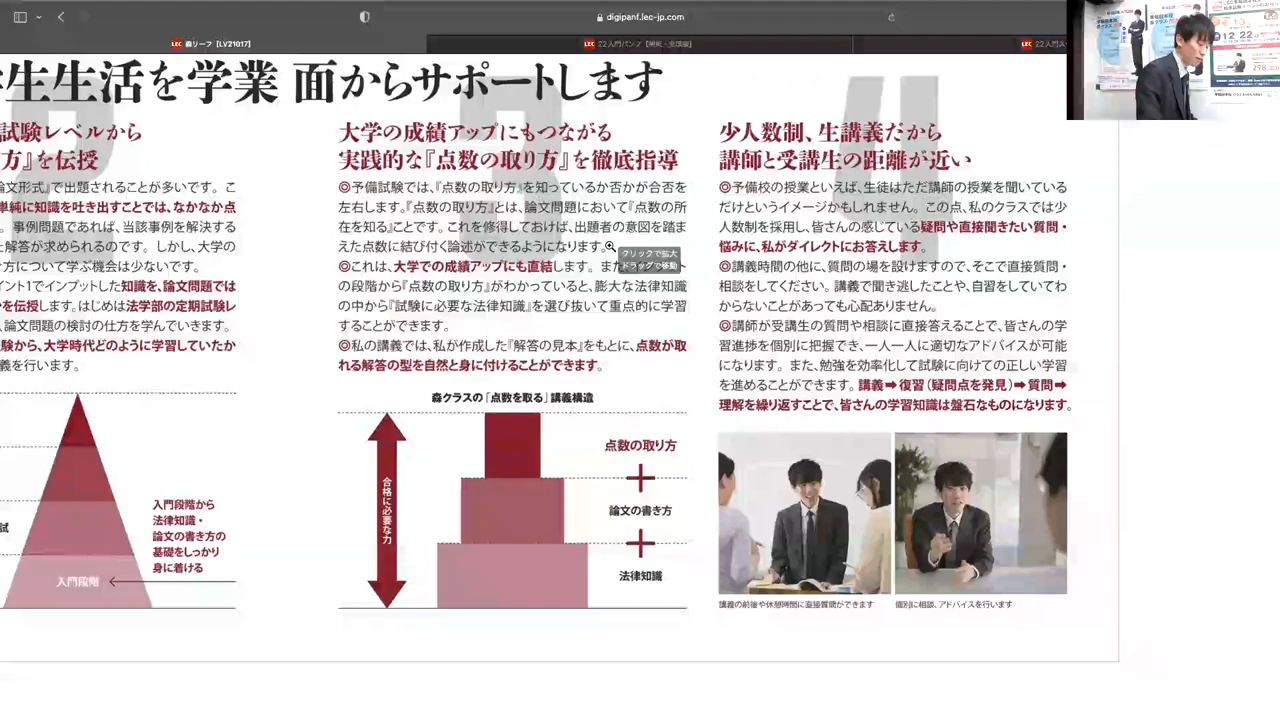 digipanf.lec-jp.com
LEC 森リーフ【LV21017】
LEC
LEC
生生活を学業 面からサポートします
試験レベルから
方』を伝授
論文形式』で出題されることが多いです。こ
単純に知識を吐き出すことでは、なかなか点
。事例問題であれば、当該事例を解決する
た解答が求められるのです。しかし、大学の
方について学ぶ機会は少ないです。
ポイント1でインプットした知識を、論文問題では
を伝授します。はじめは法学部の定期試験レ
、論文問題の検討の仕方を学んでいきます。
験から、大学時代どのように学習していたか
義を行います。
入門段階から
法律知識・
論文の書き方の
基礎をしっかり
身に着ける
試
入門段階
3
大学の成績アップにもつながる
実践的な『点数の取り方』を徹底指導
◎予備試験では、『点数の取り方』を知っているか否かが合否を
左右します。『点数の取り方』とは、論文問題において『点数の所
在を知る』ことです。これを修得しておけば、出題者の意図を踏ま
えた点数に結び付く論述ができるようになります。
クリックで拡大
ドラッグで移動
◎これは、大学での成績アップにも直結します。また
の段階から『点数の取り方』がわかっていると、膨大な法律知識
の中から『試験に必要な法律知識』を選び抜いて重点的に学習
することができます。
◎私の講義では、私が作成した『解答の見本』をもとに、点数が取
れる解答の型を自然と身に付けることができます。
森クラスの「点数を取る」講義構造
合格に必要な力
点数の取り方
＋
論文の書き方
＋
法律知識
4
少人数制、生講義だから
講師と受講生の距離が近い
◎予備校の授業といえば、生徒はただ講師の授業を聞いている
だけというイメージかもしれません。この点、私のクラスでは少
人数制を採用し、皆さんの感じている疑問や直接聞きたい質問・
悩みに、私がダイレクトにお答えします。
◎講義時間の他に、質問の場を設けますので、そこで直接質問・
相談をしてください。講義で聞き逃したことや、自習をしていてわ
からないことがあっても心配ありません。
◎講師が受講生の質問や相談に直接答えることで、皆さんの学
習進捗を個別に把握でき、一人一人に適切なアドバイスが可能
になります。また、勉強を効率化して試験に向けての正しい学習
を進めることができます。講義➡復習（疑問点を発見）➡質問➡
理解を繰り返すことで、皆さんの学習知識は盤石なものになります。
講義の前後や休憩時間に直接質問ができます
個別に相談、アドバイスを行います